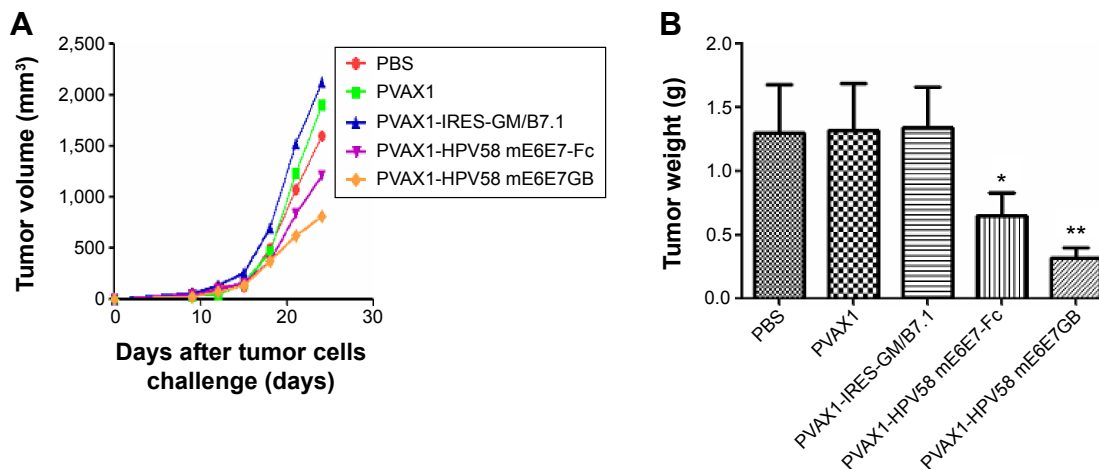 A
2,500
2,000
1,500
1,000
500
0
0 10 20 30
Tumor volume (mm³)
Days after tumor cells
challenge (days)
PBS
PVAX1
PVAX1-IRES-GM/B7.1
PVAX1-HPV58 mE6E7-Fc
PVAX1-HPV58 mE6E7GB
B
2.0
1.5
1.0
0.5
0.0
Tumor weight (g)
*
**
PBS
PVAX1
PVAX1-IRES-GM/B7.1
PVAX1-HPV58 mE6E7-Fc
PVAX1-HPV58 mE6E7GB